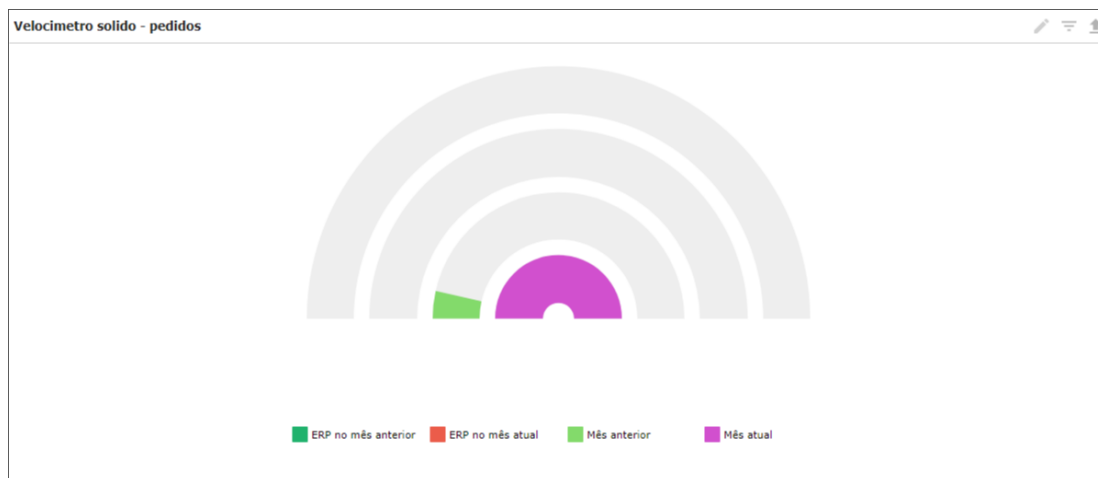 Velocimetro solido - pedidos
ERP no mês anterior ERP no mês atual Mês anterior Mês atual